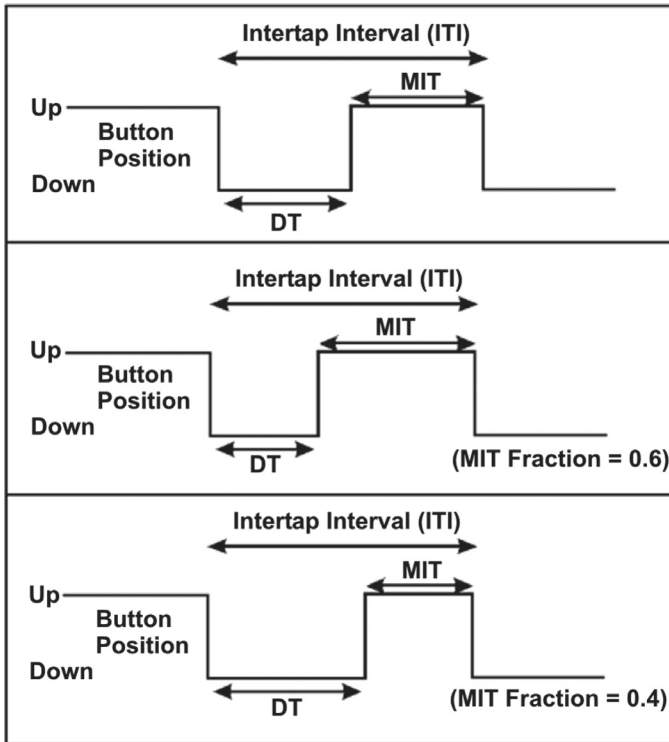 Intertap Interval (ITI)
MIT
Up
Button
Position
Down
DT
Intertap Interval (ITI)
MIT
Up
Button
Position
Down
DT
(MIT Fraction = 0.6)
Intertap Interval (ITI)
MIT
Up
Button
Position
Down
DT
(MIT Fraction = 0.4)